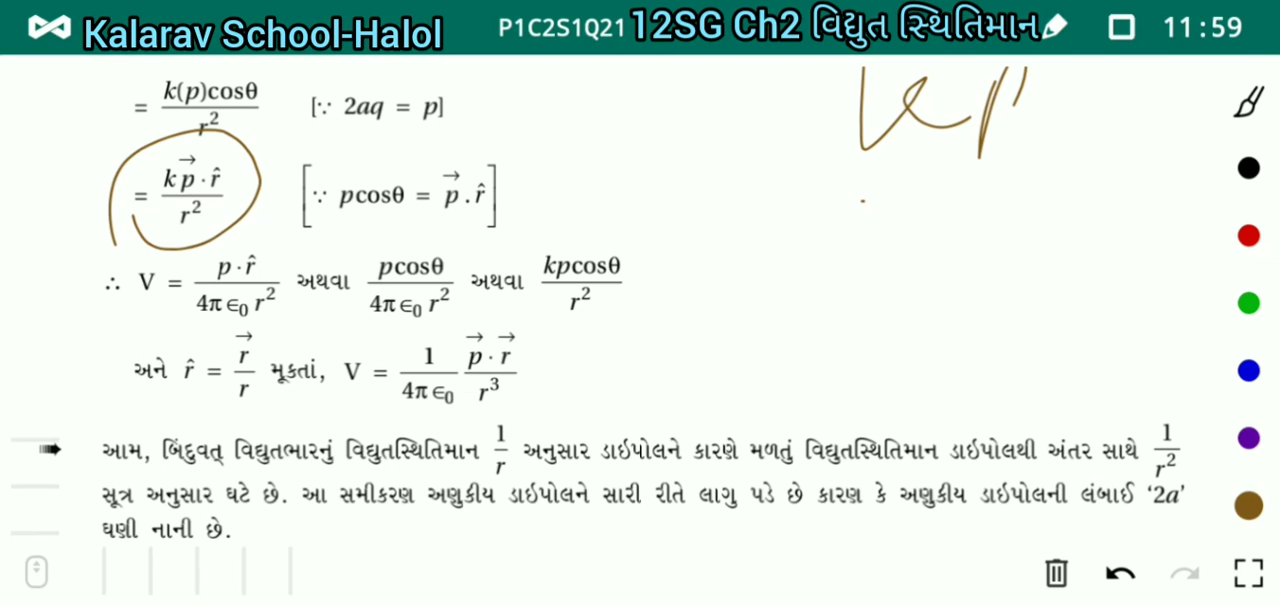 Kalarav School-Halol P1C2S1Q21 12SG Ch2 વિદ્યુત સ્થિતિમાન 11:59
= k(p)cosθ / r² [∵ 2aq = p]
kp
= k p⃗ · r̂ / r² [∵ pcosθ = p⃗ . r̂]
∴ V = p · r̂ / 4π∈₀ r² અથવા pcosθ / 4π∈₀ r² અથવા kpcosθ / r²
અને r̂ = r⃗ / r મૂકતાં, V = 1 / 4π∈₀ p⃗ · r⃗ / r³
આમ, બિંદુવત્ વિદ્યુતભારનું વિદ્યુતસ્થિતિમાન 1/r અનુસાર ડાઇપોલને કારણે મળતું વિદ્યુતસ્થિતિમાન ડાઇપોલથી અંતર સાથે 1/r²
સૂત્ર અનુસાર ઘટે છે. આ સમીકરણ અણુકીય ડાઇપોલને સારી રીતે લાગુ પડે છે કારણ કે અણુકીય ડાઇપોલની લંબાઈ ‘2a’
ઘણી નાની છે.